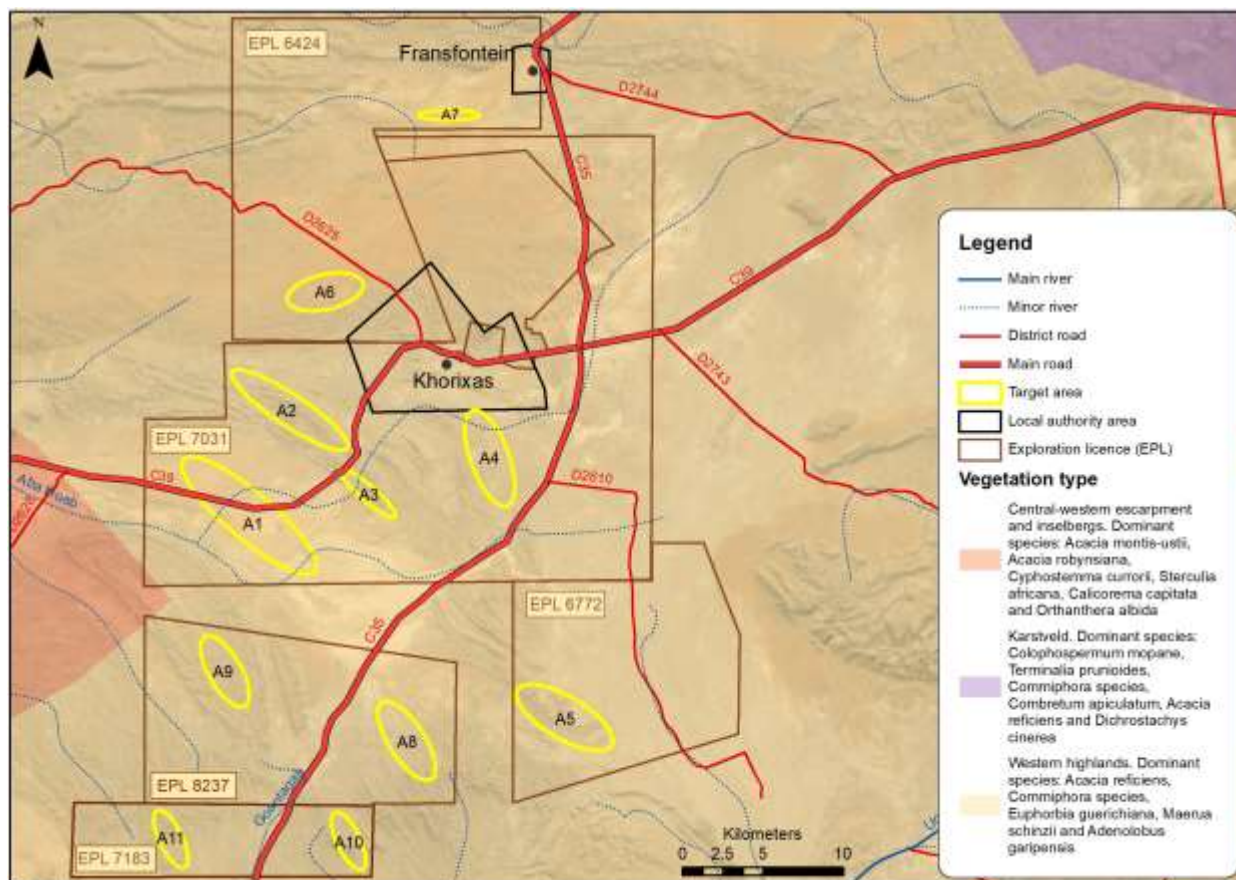 N
EPL 6424
Fransfontein
A7
D2744
C35
D2625
A6
C39
Khorixas
D2743
A2
EPL 7031
A4
C39
A3
D2610
A1
EPL 6772
C35
A9
A5
A8
EPL 8237
A11
A10
EPL 7183
Kilometers
0 2.5 5 10
Legend
Main river
Minor river
District road
Main road
Target area
Local authority area
Exploration licence (EPL)
Vegetation type
Central-western escarpment
and inselbergs. Dominant
species: Acacia montis-ustii,
Acacia robynsiana,
Cyphostemma currorii, Sterculia
africana, Calicorema capitata
and Orthanthera albida
Karstveld. Dominant species:
Colophospermum mopane,
Terminalia prunioides,
Commiphora species,
Combretum apiculatum, Acacia
reficiens and Dichrostachys
cinerea
Western highlands. Dominant
species: Acacia reficiens,
Commiphora species,
Euphorbia guerichiana, Maerua
schinzii and Adenolobus
garipensis